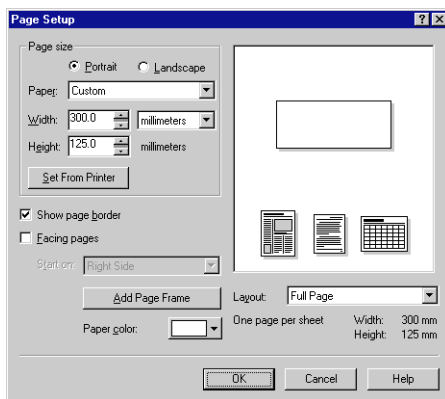 Page Setup
Page size
Portrait
Landscape
Paper: Custom
Width: 300.0 millimeters
Height: 125.0 millimeters
Set From Printer
Show page border
Facing pages
Start on: Right Side
Add Page Frame
Paper color:
Layout: Full Page
One page per sheet
Width: 300 mm
Height: 125 mm
OK
Cancel
Help